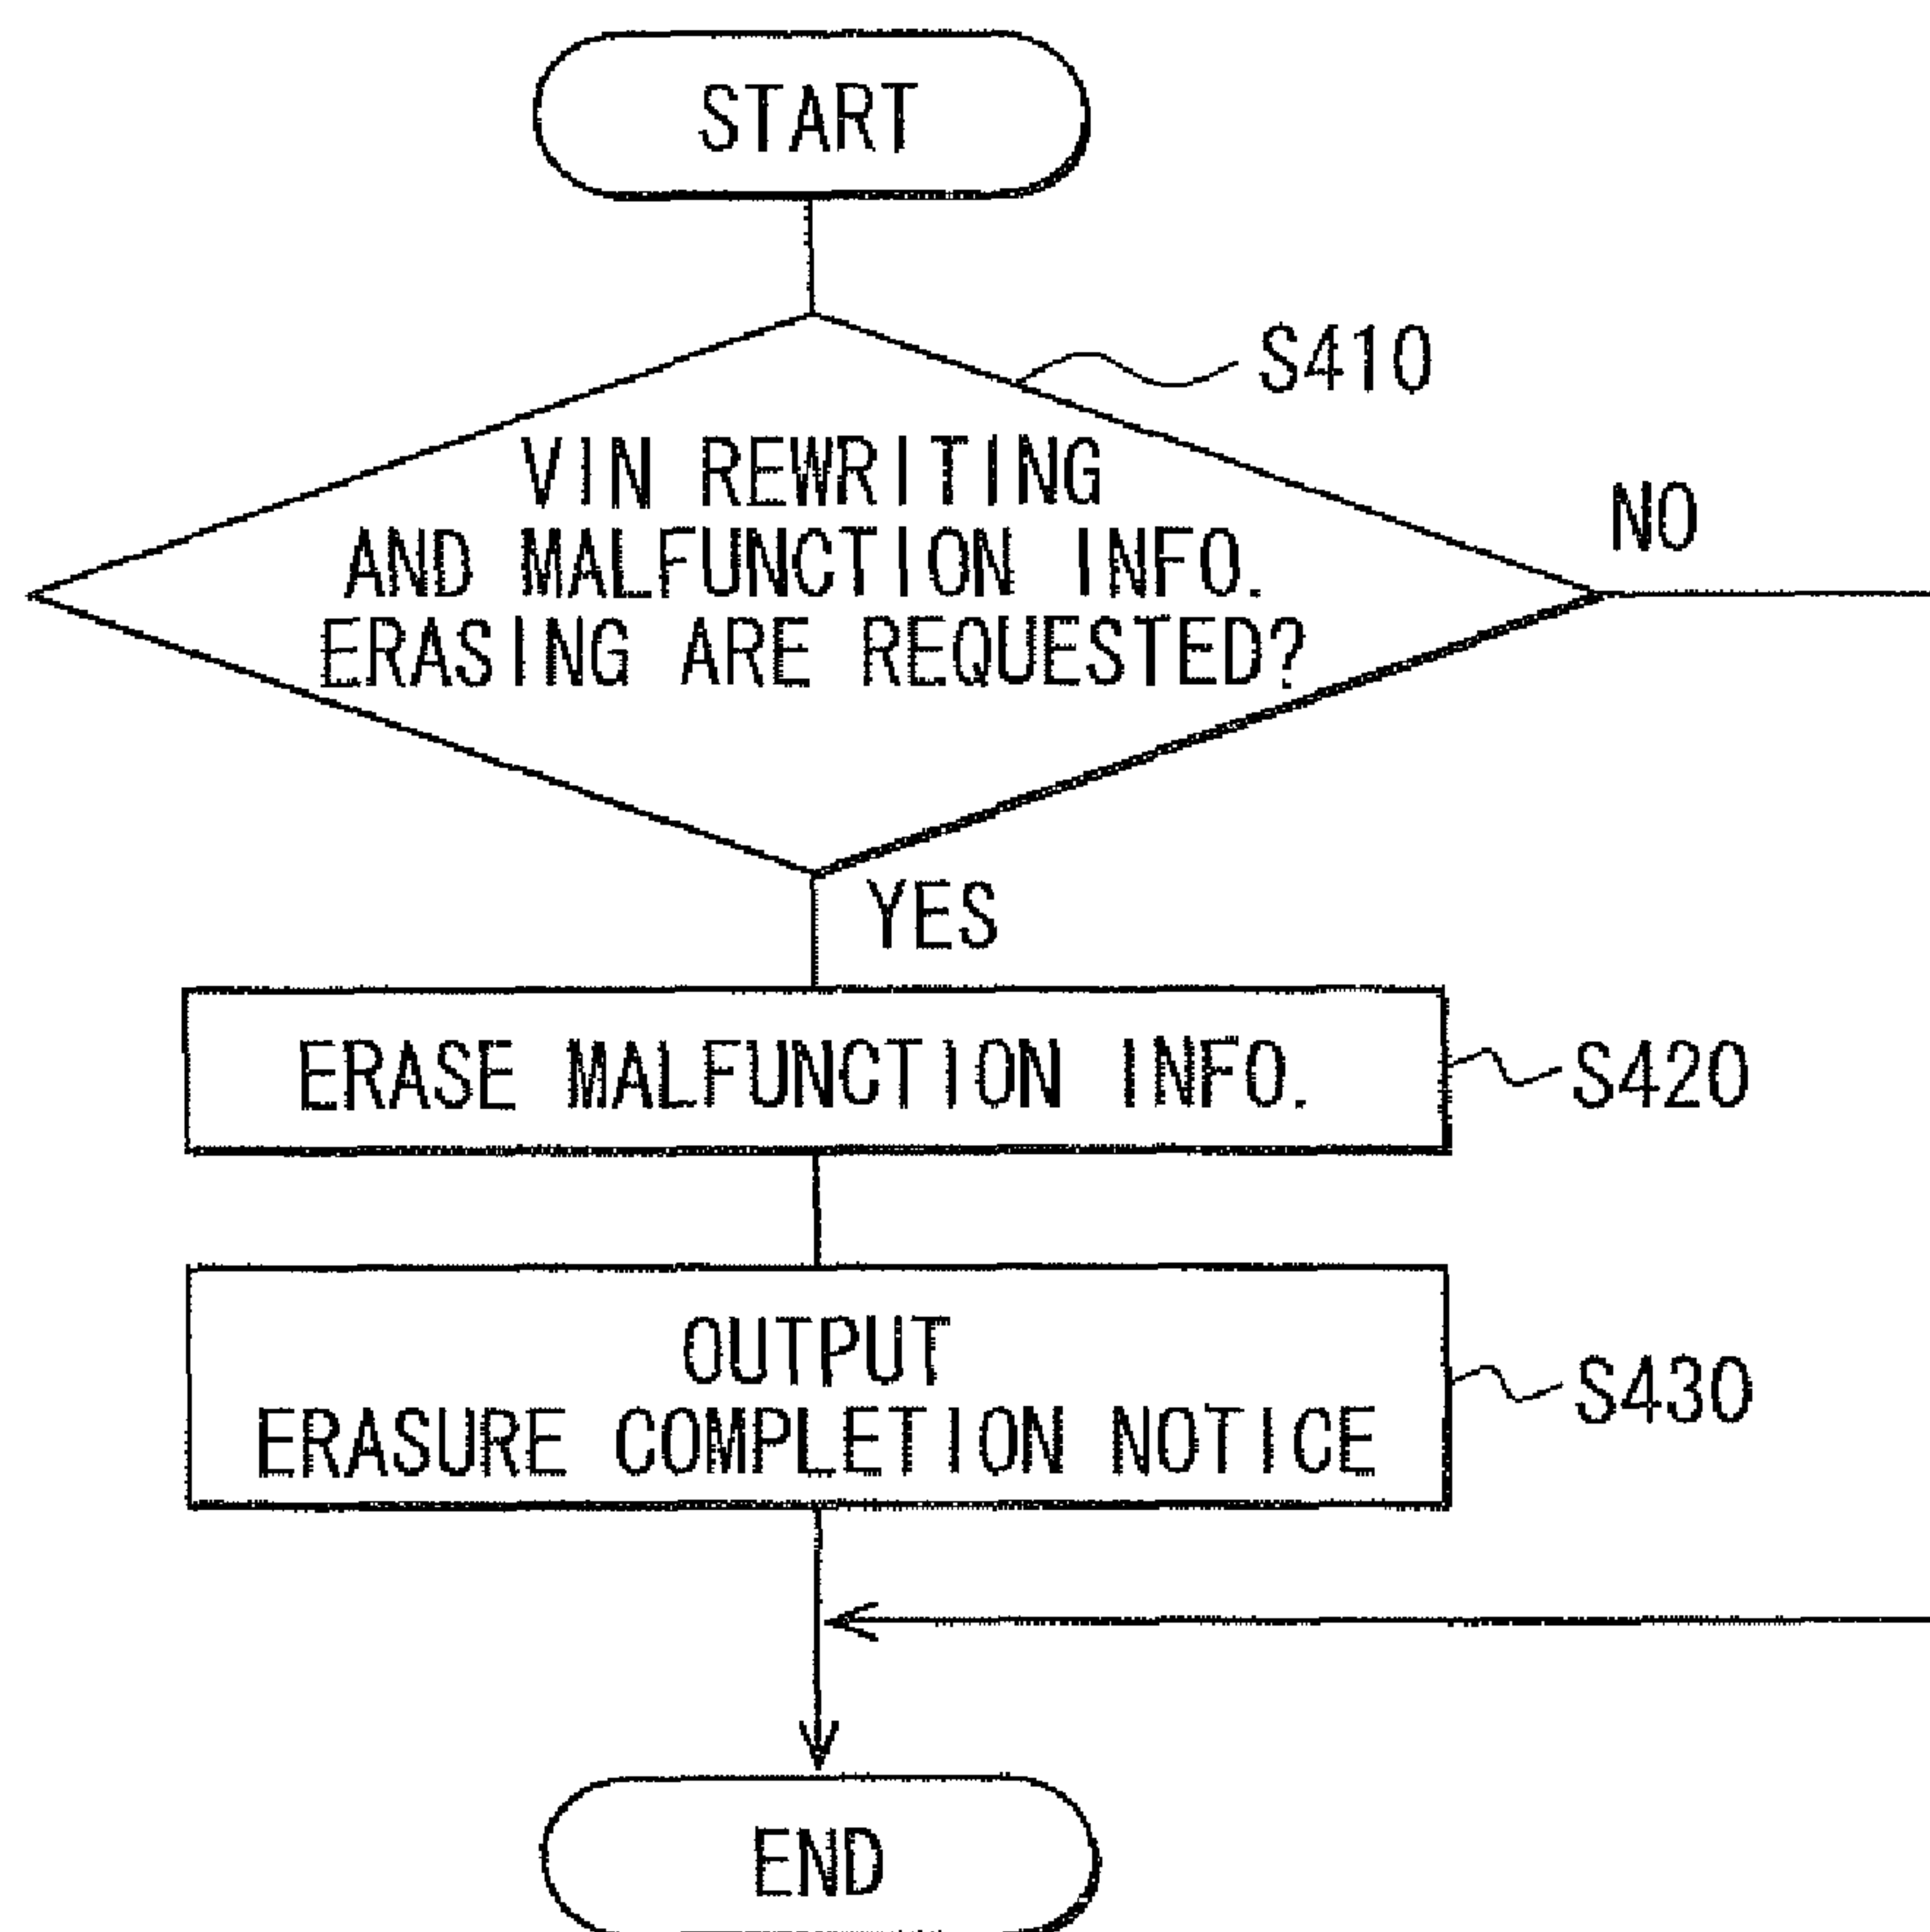 START
S410
VIN REWRITING
AND MALFUNCTION INFO.
ERASING ARE REQUESTED?
NO
YES
ERASE MALFUNCTION INFO.
S420
OUTPUT
ERASURE COMPLETION NOTICE
S430
END